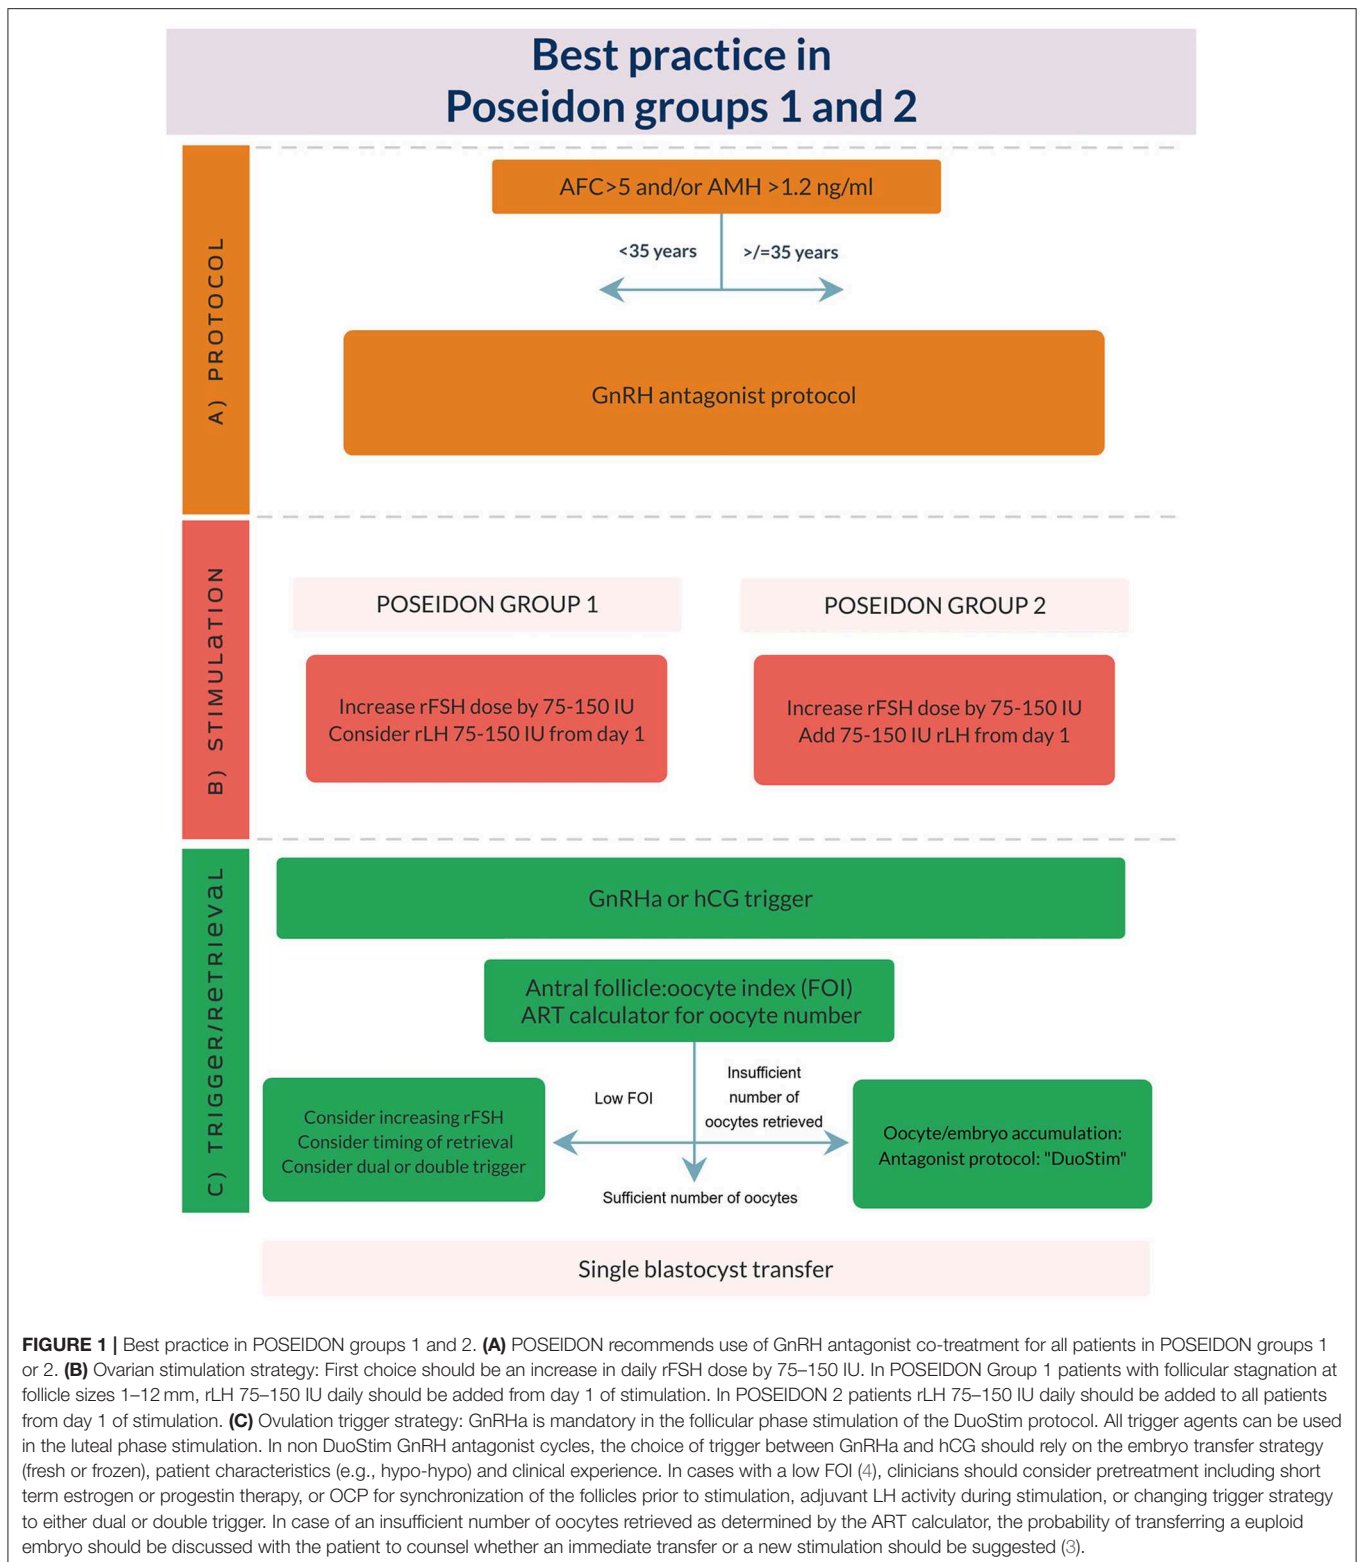 Best practice in
Poseidon groups 1 and 2
A) PROTOCOL
AFC>5 and/or AMH >1.2 ng/ml
<35 years
>/=35 years
GnRH antagonist protocol
B) STIMULATION
POSEIDON GROUP 1
POSEIDON GROUP 2
Increase rFSH dose by 75-150 IU
Consider rLH 75-150 IU from day 1
Increase rFSH dose by 75-150 IU
Add 75-150 IU rLH from day 1
C) TRIGGER/RETRIEVAL
GnRHa or hCG trigger
Antral follicle:oocyte index (FOI)
ART calculator for oocyte number
Low FOI
Insufficient
number of
oocytes retrieved
Consider increasing rFSH
Consider timing of retrieval
Consider dual or double trigger
Oocyte/embryo accumulation:
Antagonist protocol: "DuoStim"
Sufficient number of oocytes
Single blastocyst transfer
FIGURE 1 | Best practice in POSEIDON groups 1 and 2. (A) POSEIDON recommends use of GnRH antagonist co-treatment for all patients in POSEIDON groups 1
or 2. (B) Ovarian stimulation strategy: First choice should be an increase in daily rFSH dose by 75–150 IU. In POSEIDON Group 1 patients with follicular stagnation at
follicle sizes 1–12 mm, rLH 75–150 IU daily should be added from day 1 of stimulation. In POSEIDON 2 patients rLH 75–150 IU daily should be added to all patients
from day 1 of stimulation. (C) Ovulation trigger strategy: GnRHa is mandatory in the follicular phase stimulation of the DuoStim protocol. All trigger agents can be used
in the luteal phase stimulation. In non DuoStim GnRH antagonist cycles, the choice of trigger between GnRHa and hCG should rely on the embryo transfer strategy
(fresh or frozen), patient characteristics (e.g., hypo-hypo) and clinical experience. In cases with a low FOI (4), clinicians should consider pretreatment including short
term estrogen or progestin therapy, or OCP for synchronization of the follicles prior to stimulation, adjuvant LH activity during stimulation, or changing trigger strategy
to either dual or double trigger. In case of an insufficient number of oocytes retrieved as determined by the ART calculator, the probability of transferring a euploid
embryo should be discussed with the patient to counsel whether an immediate transfer or a new stimulation should be suggested (3).